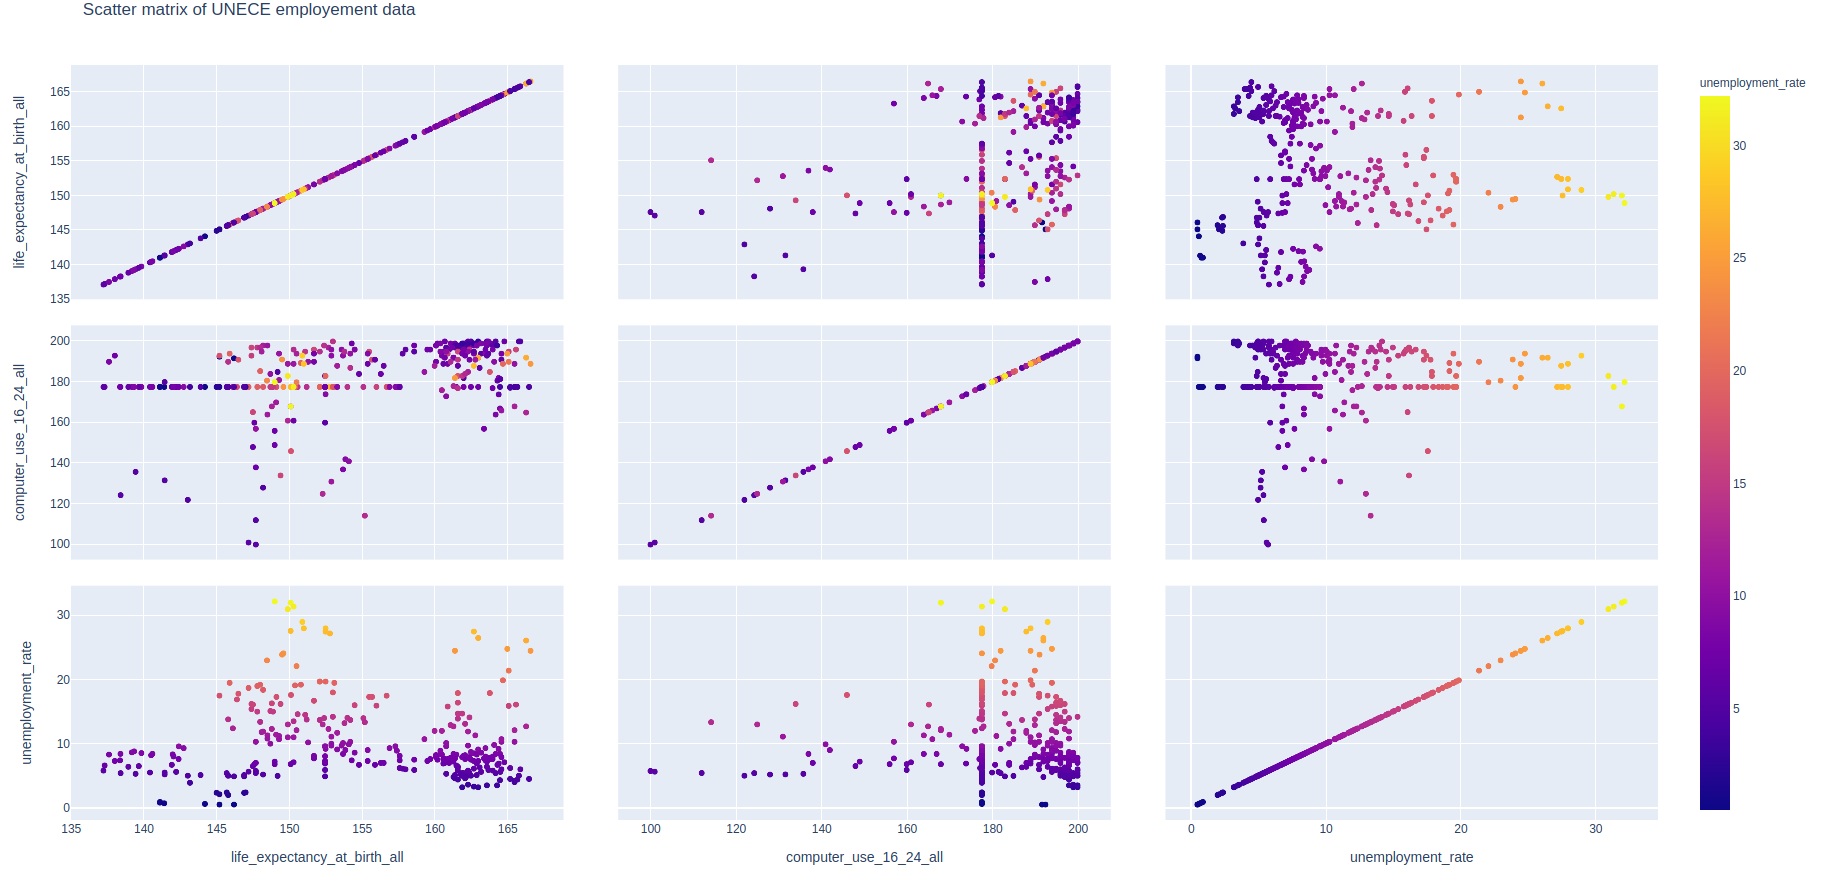 Scatter matrix of UNECE employement data
unemployment_rate
life_expectancy_at_birth_all
165
160
155
150
145
140
135
computer_use_16_24_all
200
180
160
140
120
100
unemployment_rate
30
20
10
0
135 140 145 150 155 160 165
100 120 140 160 180 200
0 10 20 30
life_expectancy_at_birth_all
computer_use_16_24_all
unemployment_rate
30
25
20
15
10
5